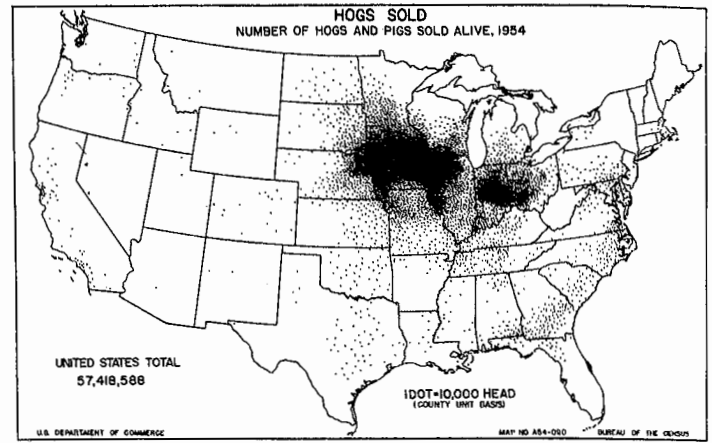 HOGS SOLD
NUMBER OF HOGS AND PIGS SOLD ALIVE, 1954
UNITED STATES TOTAL
57,418,588
1 DOT=10,000 HEAD
(COUNTY UNIT BASIS)
U.S. DEPARTMENT OF COMMERCE
MAP NO A54-090
BUREAU OF THE CENSUS